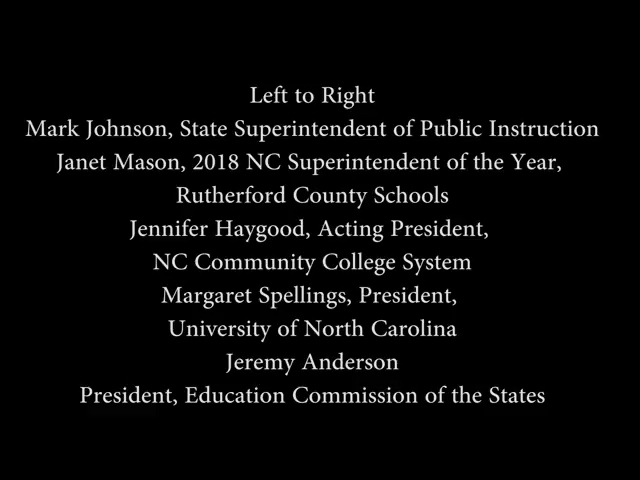 Left to Right
Mark Johnson, State Superintendent of Public Instruction
Janet Mason, 2018 NC Superintendent of the Year,
Rutherford County Schools
Jennifer Haygood, Acting President,
NC Community College System
Margaret Spellings, President,
University of North Carolina
Jeremy Anderson
President, Education Commission of the States